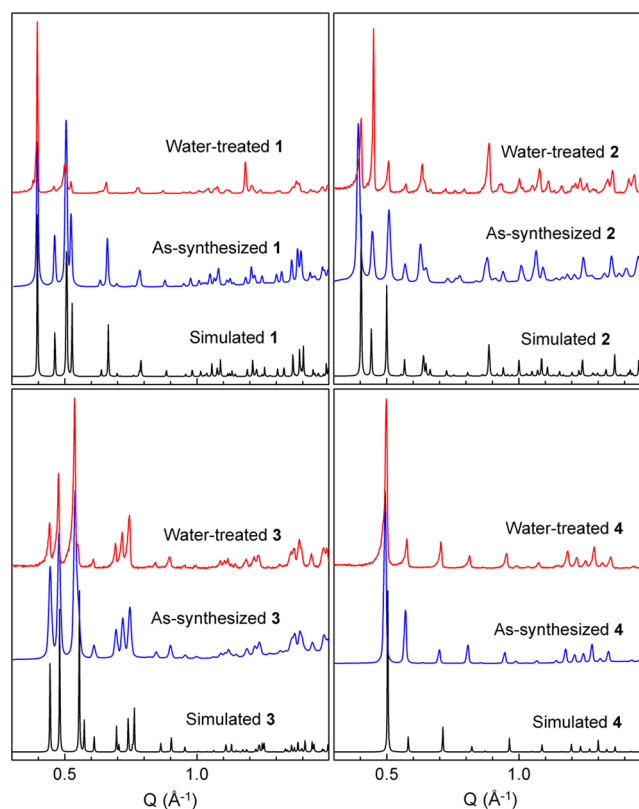 Water-treated 1
As-synthesized 1
Simulated 1
Water-treated 2
As-synthesized 2
Simulated 2
Water-treated 3
As-synthesized 3
Simulated 3
Water-treated 4
As-synthesized 4
Simulated 4
0.5 1.0 0.5 1.0
Q (Å⁻¹) Q (Å⁻¹)